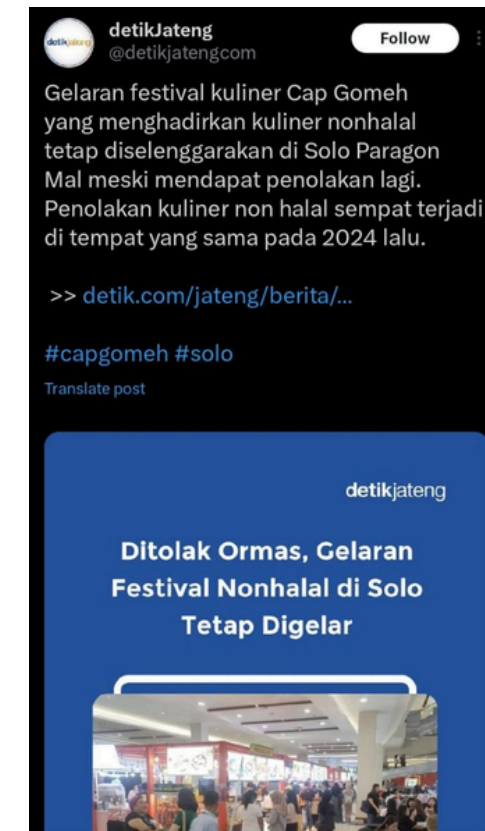 detikJateng
@detikjatengcom
Follow
Gelaran festival kuliner Cap Gomeh
yang menghadirkan kuliner nonhalal
tetap diselenggarakan di Solo Paragon
Mal meski mendapat penolakan lagi.
Penolakan kuliner non halal sempat terjadi
di tempat yang sama pada 2024 lalu.
>> detik.com/jateng/berita/...
#capgomeh #solo
Translate post
detikjateng
Ditolak Ormas, Gelaran
Festival Nonhalal di Solo
Tetap Digelar